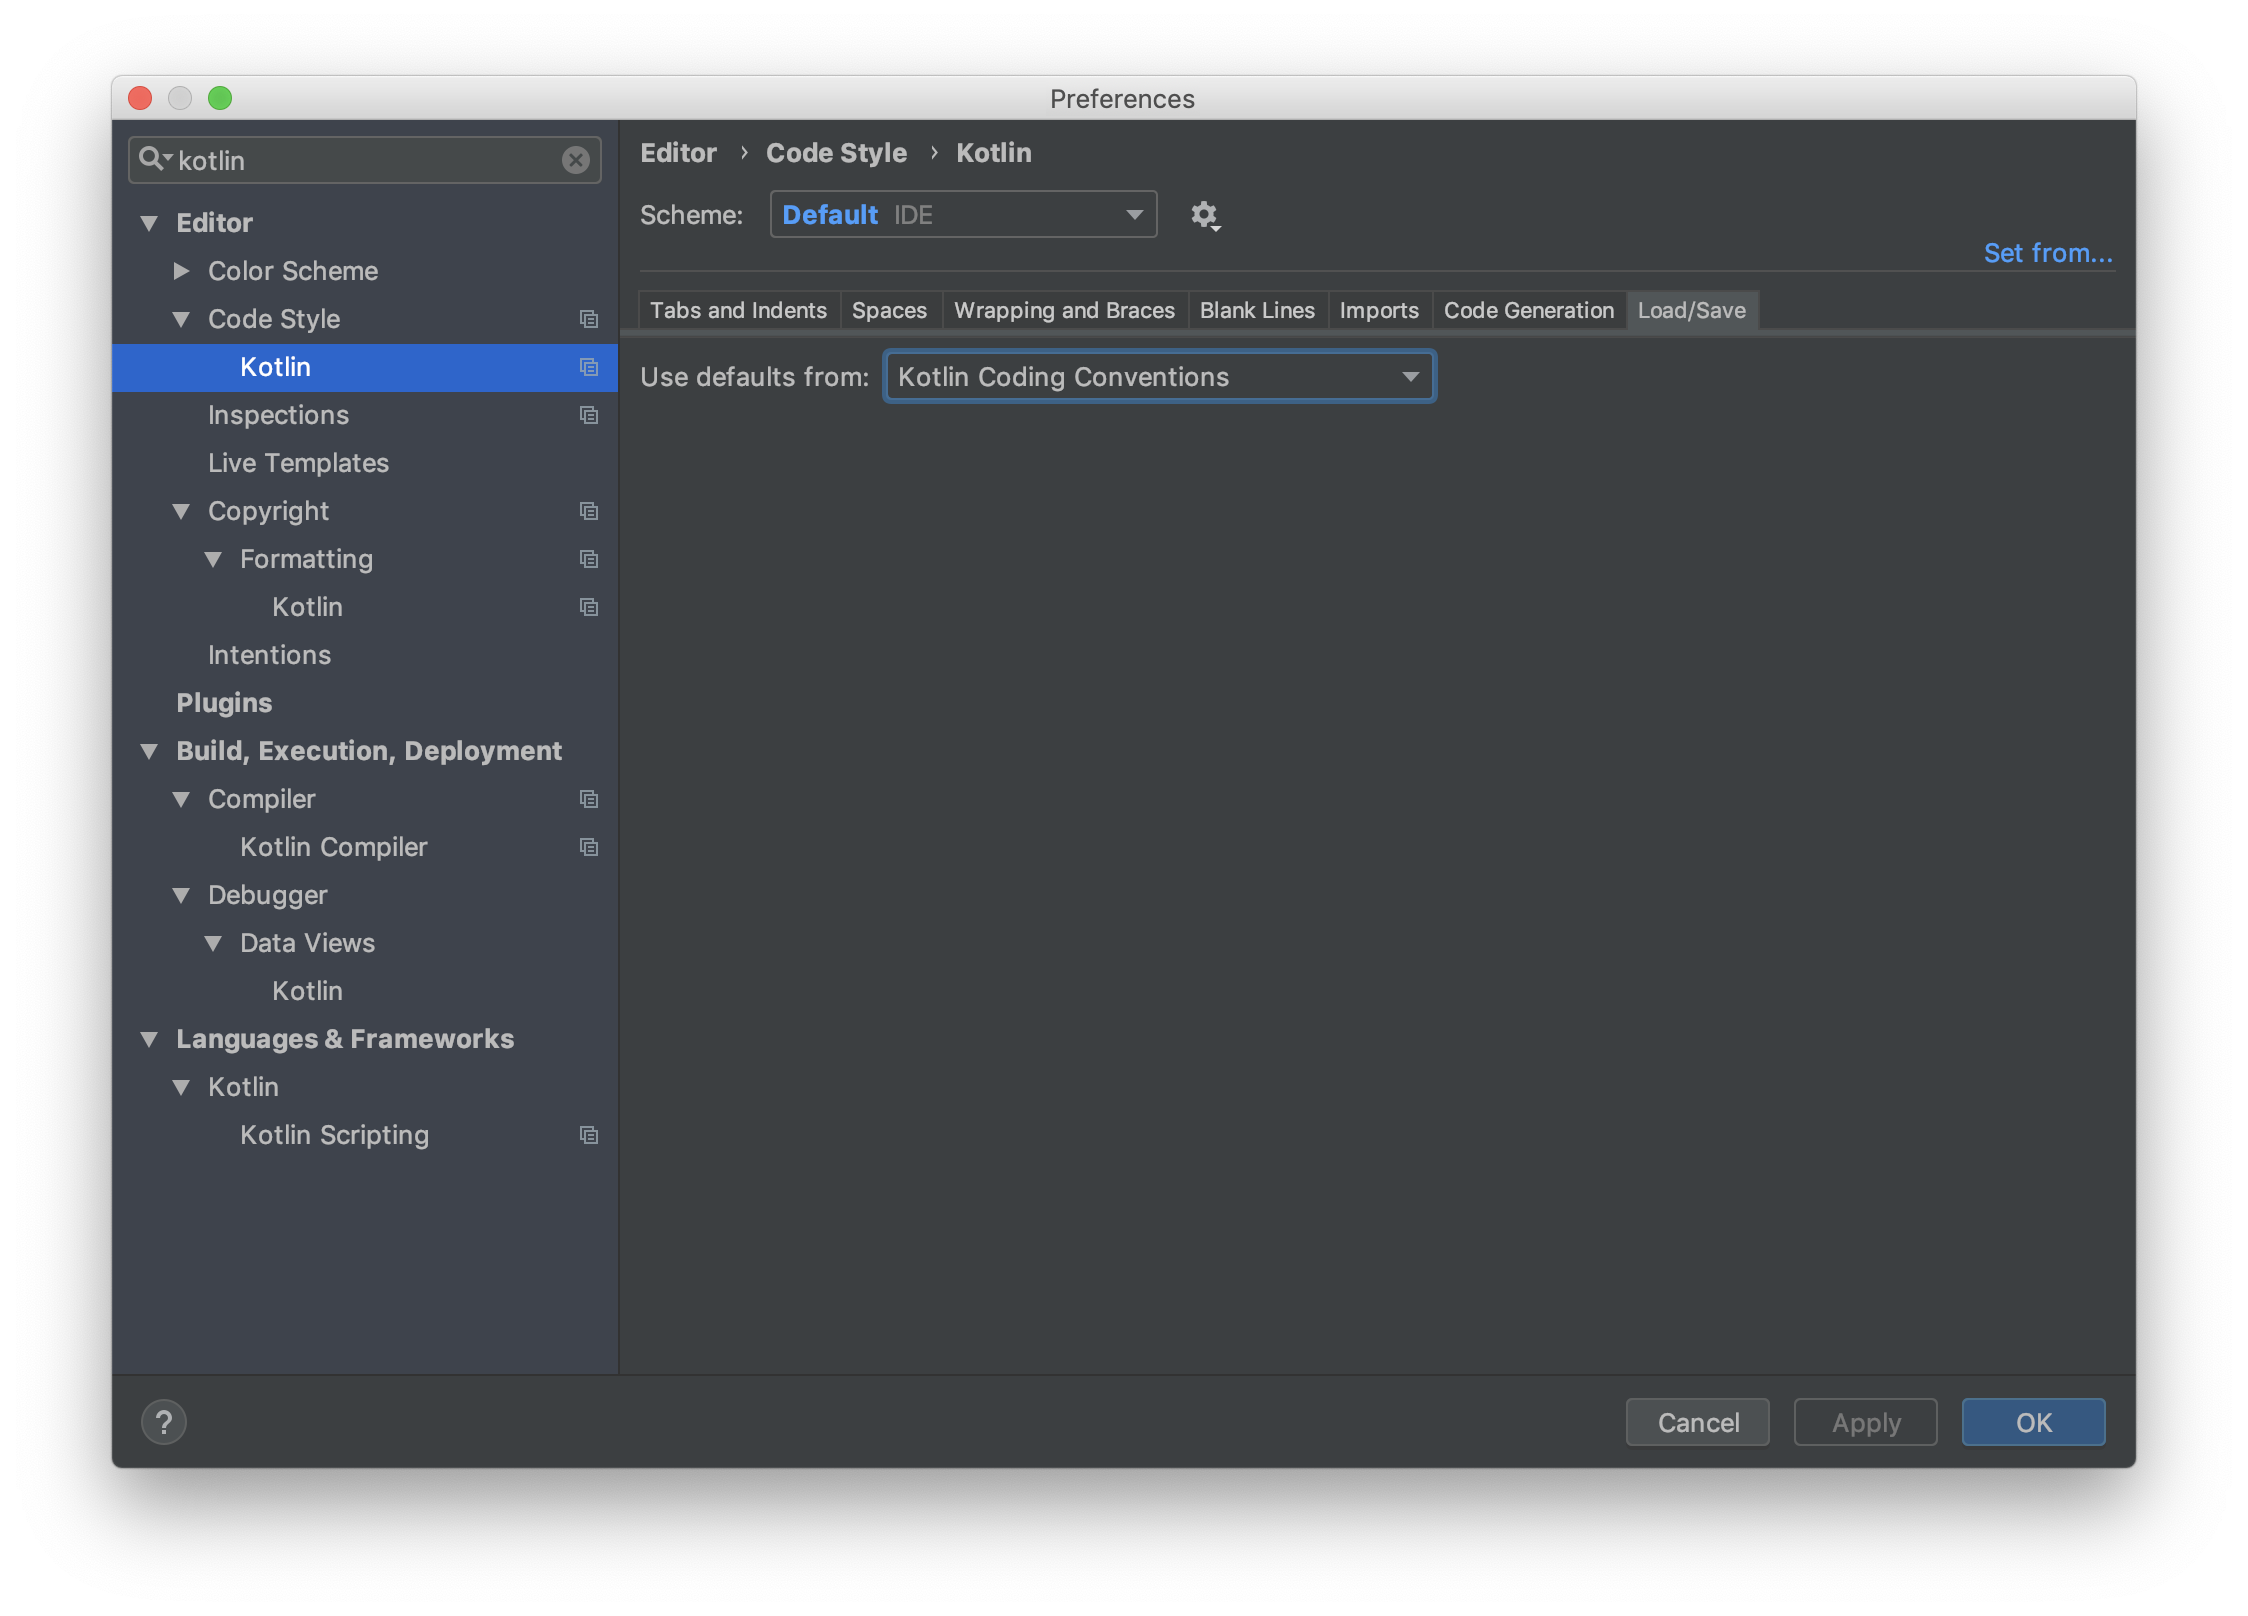 Preferences
kotlin
Editor
Color Scheme
Code Style
Kotlin
Inspections
Live Templates
Copyright
Formatting
Kotlin
Intentions
Plugins
Build, Execution, Deployment
Compiler
Kotlin Compiler
Debugger
Data Views
Kotlin
Languages & Frameworks
Kotlin
Kotlin Scripting
Editor › Code Style › Kotlin
Scheme: Default IDE
Set from...
Tabs and Indents Spaces Wrapping and Braces Blank Lines Imports Code Generation Load/Save
Use defaults from: Kotlin Coding Conventions
? Cancel Apply OK